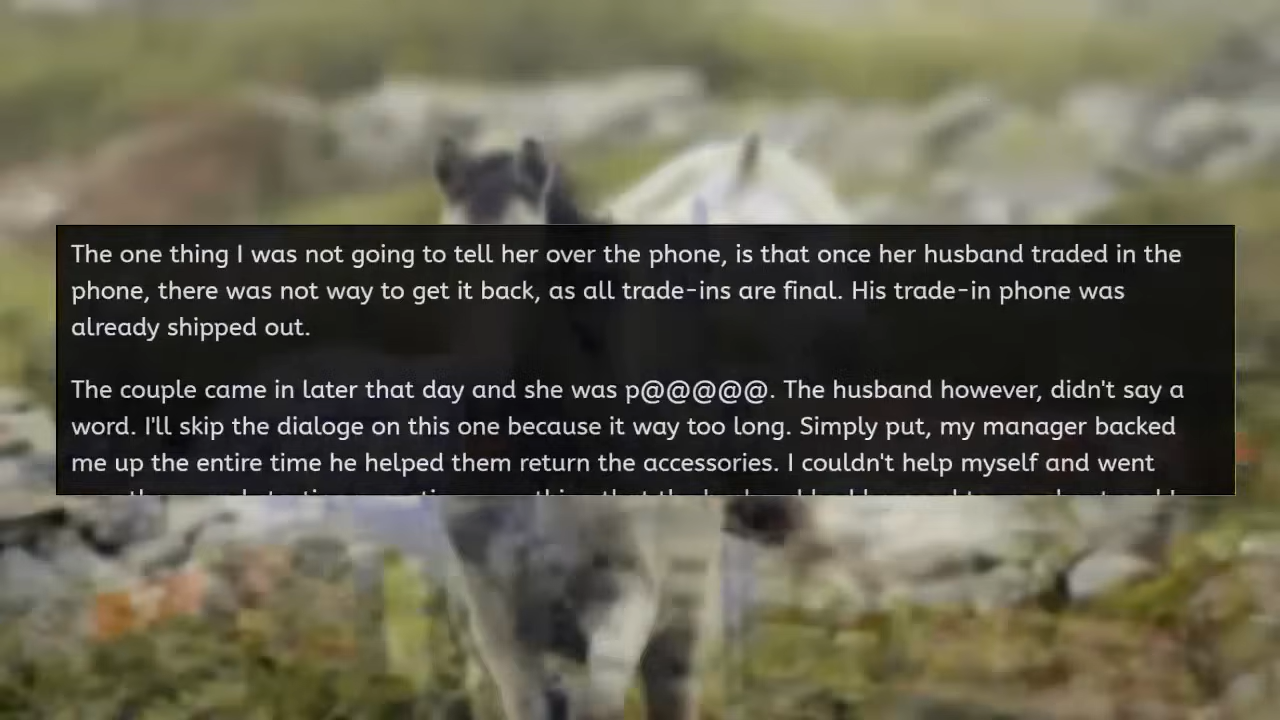 The one thing I was not going to tell her over the phone, is that once her husband traded in the
phone, there was not way to get it back, as all trade-ins are final. His trade-in phone was
already shipped out.
The couple came in later that day and she was p@@@@@. The husband however, didn't say a
word. I'll skip the dialoge on this one because it way too long. Simply put, my manager backed
me up the entire time he helped them return the accessories. I couldn't help myself and went